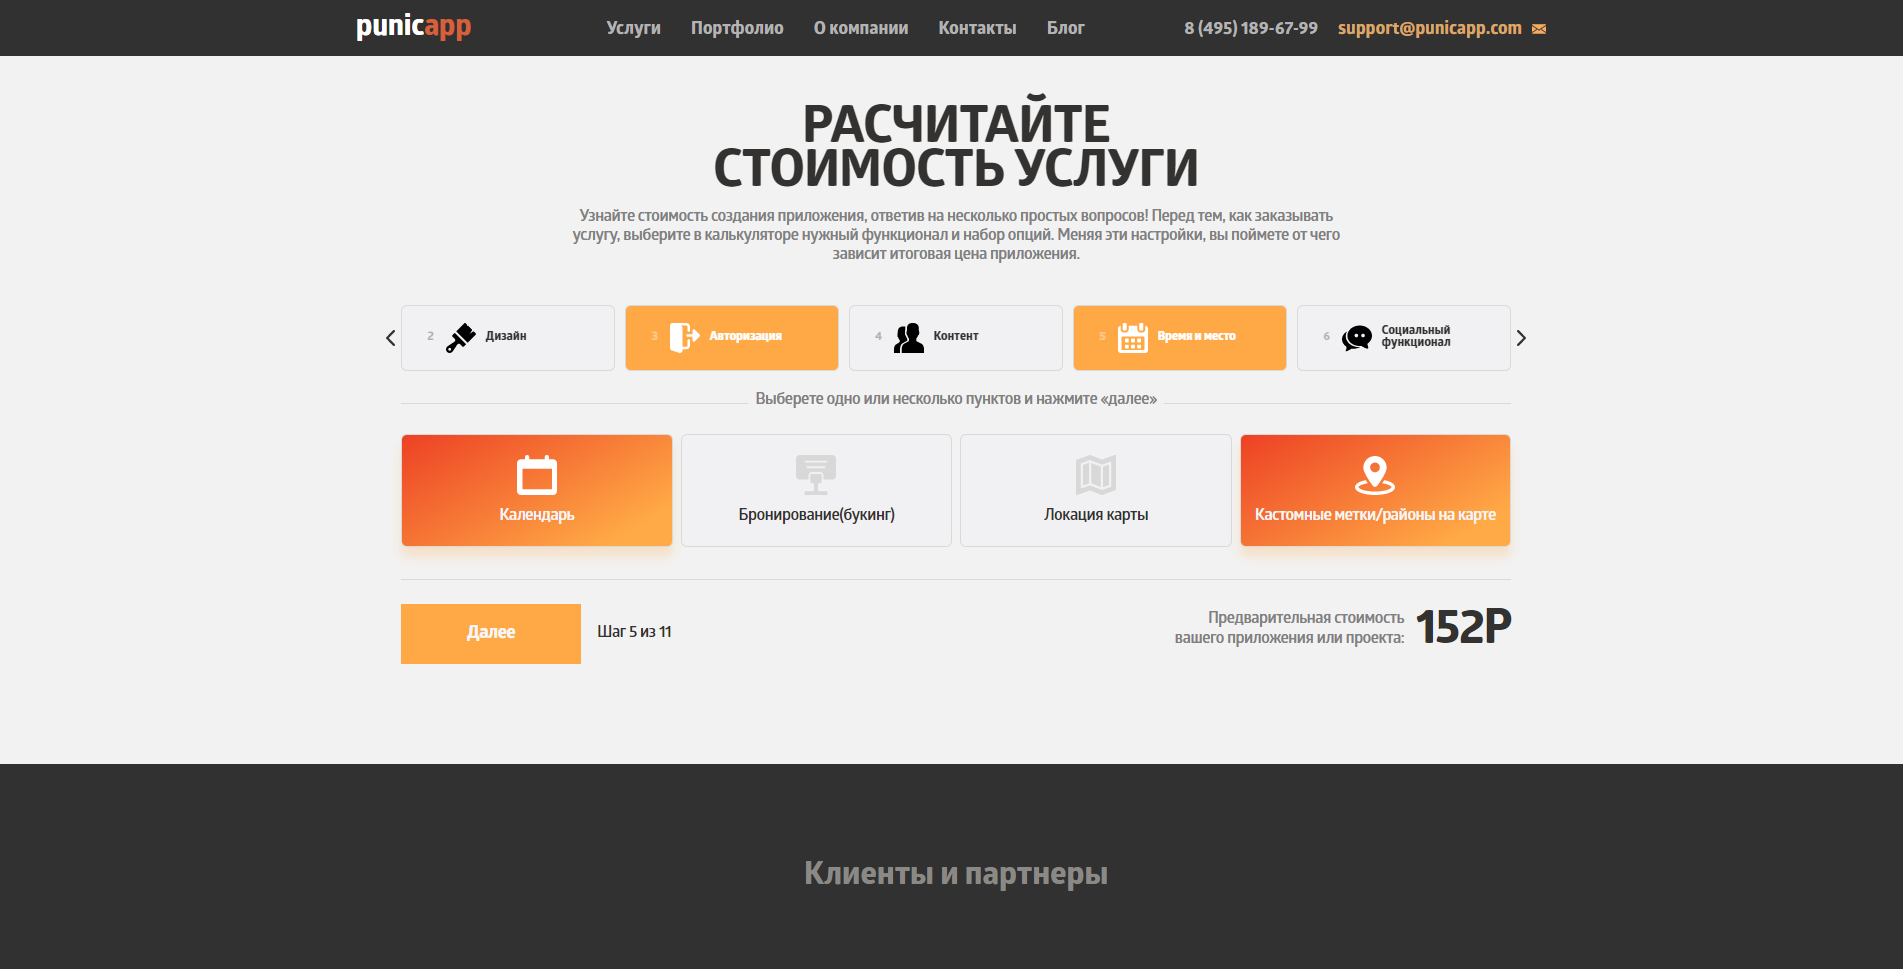 punicapp
Услуги
Портфолио
О компании
Контакты
Блог
8 (495) 189-67-99
support@punicapp.com
РАСЧИТАЙТЕ
СТОИМОСТЬ УСЛУГИ
Узнайте стоимость создания приложения, ответив на несколько простых вопросов! Перед тем, как заказывать
услугу, выберите в калькуляторе нужный функционал и набор опций. Меняя эти настройки, вы поймете от чего
зависит итоговая цена приложения.
2 Дизайн
3 Авторизация
4 Контент
5 Время и место
6 Социальный
функционал
Выберете одно или несколько пунктов и нажмите «далее»
Календарь
Бронирование(букинг)
Локация карты
Кастомные метки/районы на карте
Далее
Шаг 5 из 11
Предварительная стоимость
вашего приложения или проекта:
152Р
Клиенты и партнеры